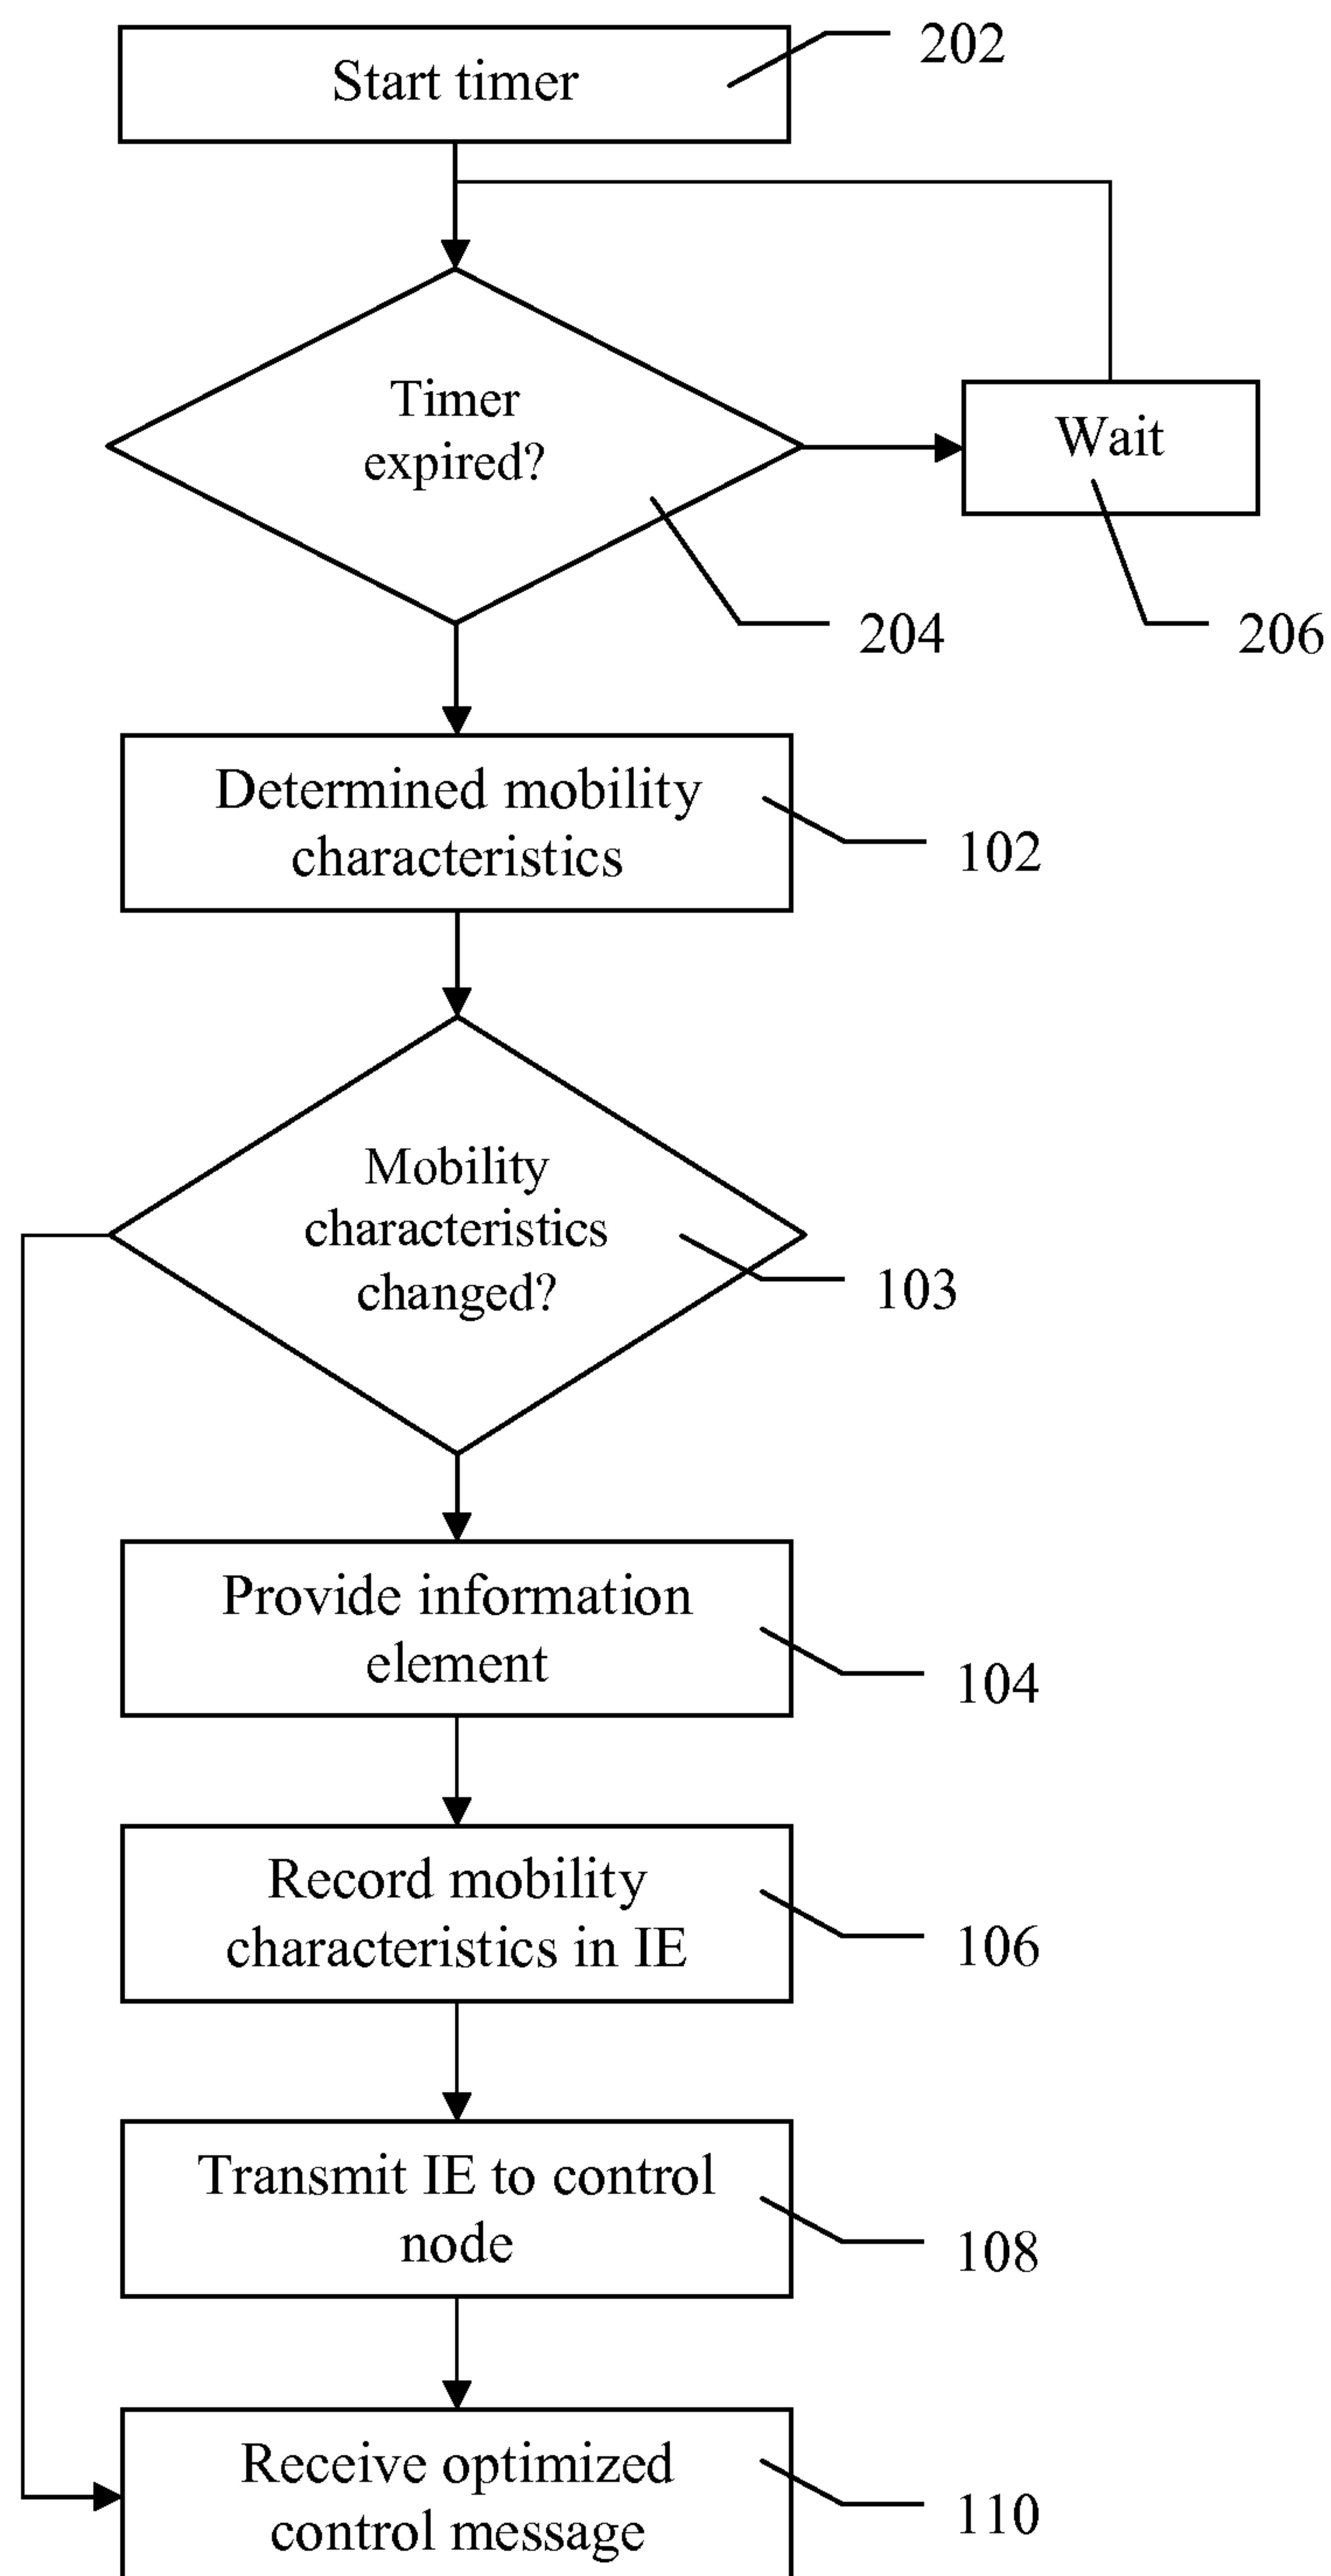 Start timer
202
Timer
expired?
Wait
204
206
Determined mobility
characteristics
102
Mobility
characteristics
changed?
103
Provide information
element
104
Record mobility
characteristics in IE
106
Transmit IE to control
node
108
Receive optimized
control message
110